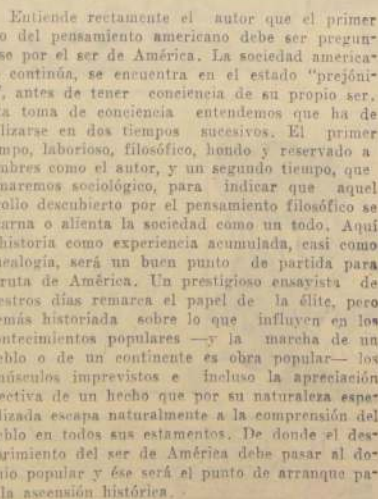 Entiende rectamente el autor que el primer
o del pensamiento americano debe ser pregun-
se por el ser de América. La sociedad america-
continúa, se encuentra en el estado "prejóni-
", antes de tener conciencia de su propio ser.
a toma de conciencia entendemos que ha de
lizarse en dos tiempos sucesivos. El primer
mpo, laborioso, filosófico, hondo y reservado a
mbres como el autor, y un segundo tiempo, que
maremos sociológico, para indicar que aquel
rollo descubierto por el pensamiento filosófico se
arna o alienta la sociedad como un todo. Aquí
historia como experiencia acumulada, casi como
nealogía, será un buen punto de partida para
ruta de América. Un prestigioso ensayista de
estros días remarca el papel de la élite, pero
emás historiada sobre lo que influyen en los
ontecimientos populares —y la marcha de un
eblo o de un continente es obra popular— los
núsculos imprevistos e incluso la apreciación
ectiva de un hecho que por su naturaleza espe-
lizada escapa naturalmente a la comprensión del
eblo en todos sus estamentos. De donde el des-
brimiento del ser de América debe pasar al do-
nio popular y ése será el punto de arranque pa-
la ascensión histórica.